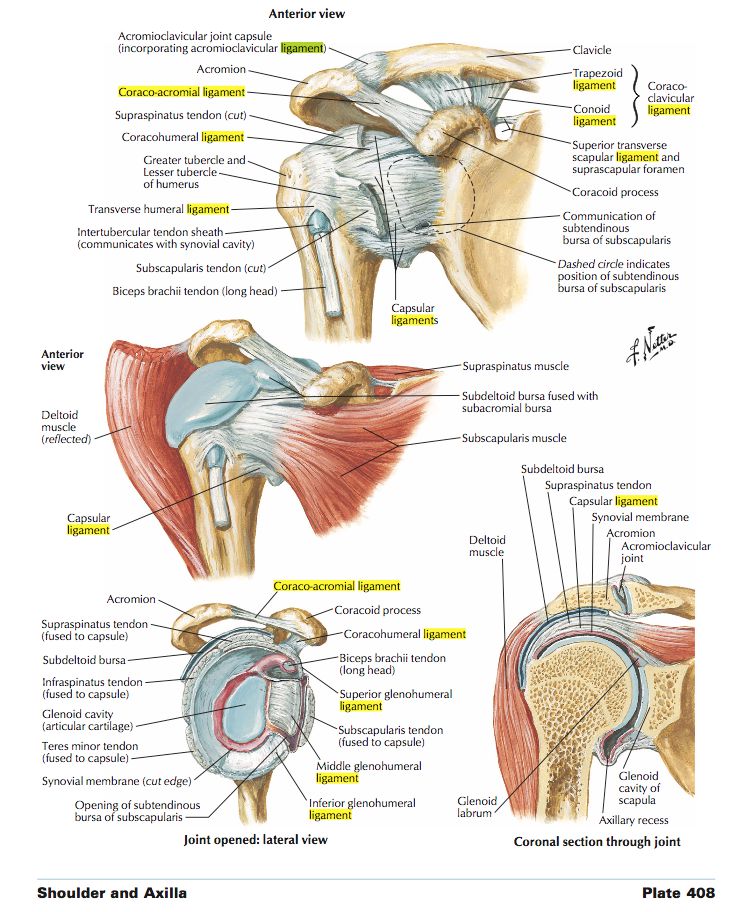 Anterior view
Acromioclavicular joint capsule
(incorporating acromioclavicular ligament)
Acromion
Coraco-acromial ligament
Supraspinatus tendon (cut)
Coracohumeral ligament
Greater tubercle and
Lesser tubercle
of humerus
Transverse humeral ligament
Intertubercular tendon sheath
(communicates with synovial cavity)
Subscapularis tendon (cut)
Biceps brachii tendon (long head)
Clavicle
Trapezoid
ligament
Conoid
ligament
Coraco-
clavicular
ligament
Superior transverse
scapular ligament and
suprascapular foramen
Coracoid process
Communication of
subtendinous
bursa of subscapularis
Dashed circle indicates
position of subtendinous
bursa of subscapularis
Capsular
ligaments
F. Netter
M.D.
Anterior
view
Deltoid
muscle
(reflected)
Capsular
ligament
Supraspinatus muscle
Subdeltoid bursa fused with
subacromial bursa
Subscapularis muscle
Coraco-acromial ligament
Acromion
Supraspinatus tendon
(fused to capsule)
Subdeltoid bursa
Infraspinatus tendon
(fused to capsule)
Glenoid cavity
(articular cartilage)
Teres minor tendon
(fused to capsule)
Synovial membrane (cut edge)
Opening of subtendinous
bursa of subscapularis
Coracoid process
Coracohumeral ligament
Biceps brachii tendon
(long head)
Superior glenohumeral
ligament
Subscapularis tendon
(fused to capsule)
Middle glenohumeral
ligament
Inferior glenohumeral
ligament
Joint opened: lateral view
Subdeltoid bursa
Supraspinatus tendon
Capsular ligament
Synovial membrane
Acromion
Acromioclavicular
joint
Deltoid
muscle
Glenoid
labrum
Glenoid
cavity of
scapula
Axillary recess
Coronal section through joint
Shoulder and Axilla
Plate 408